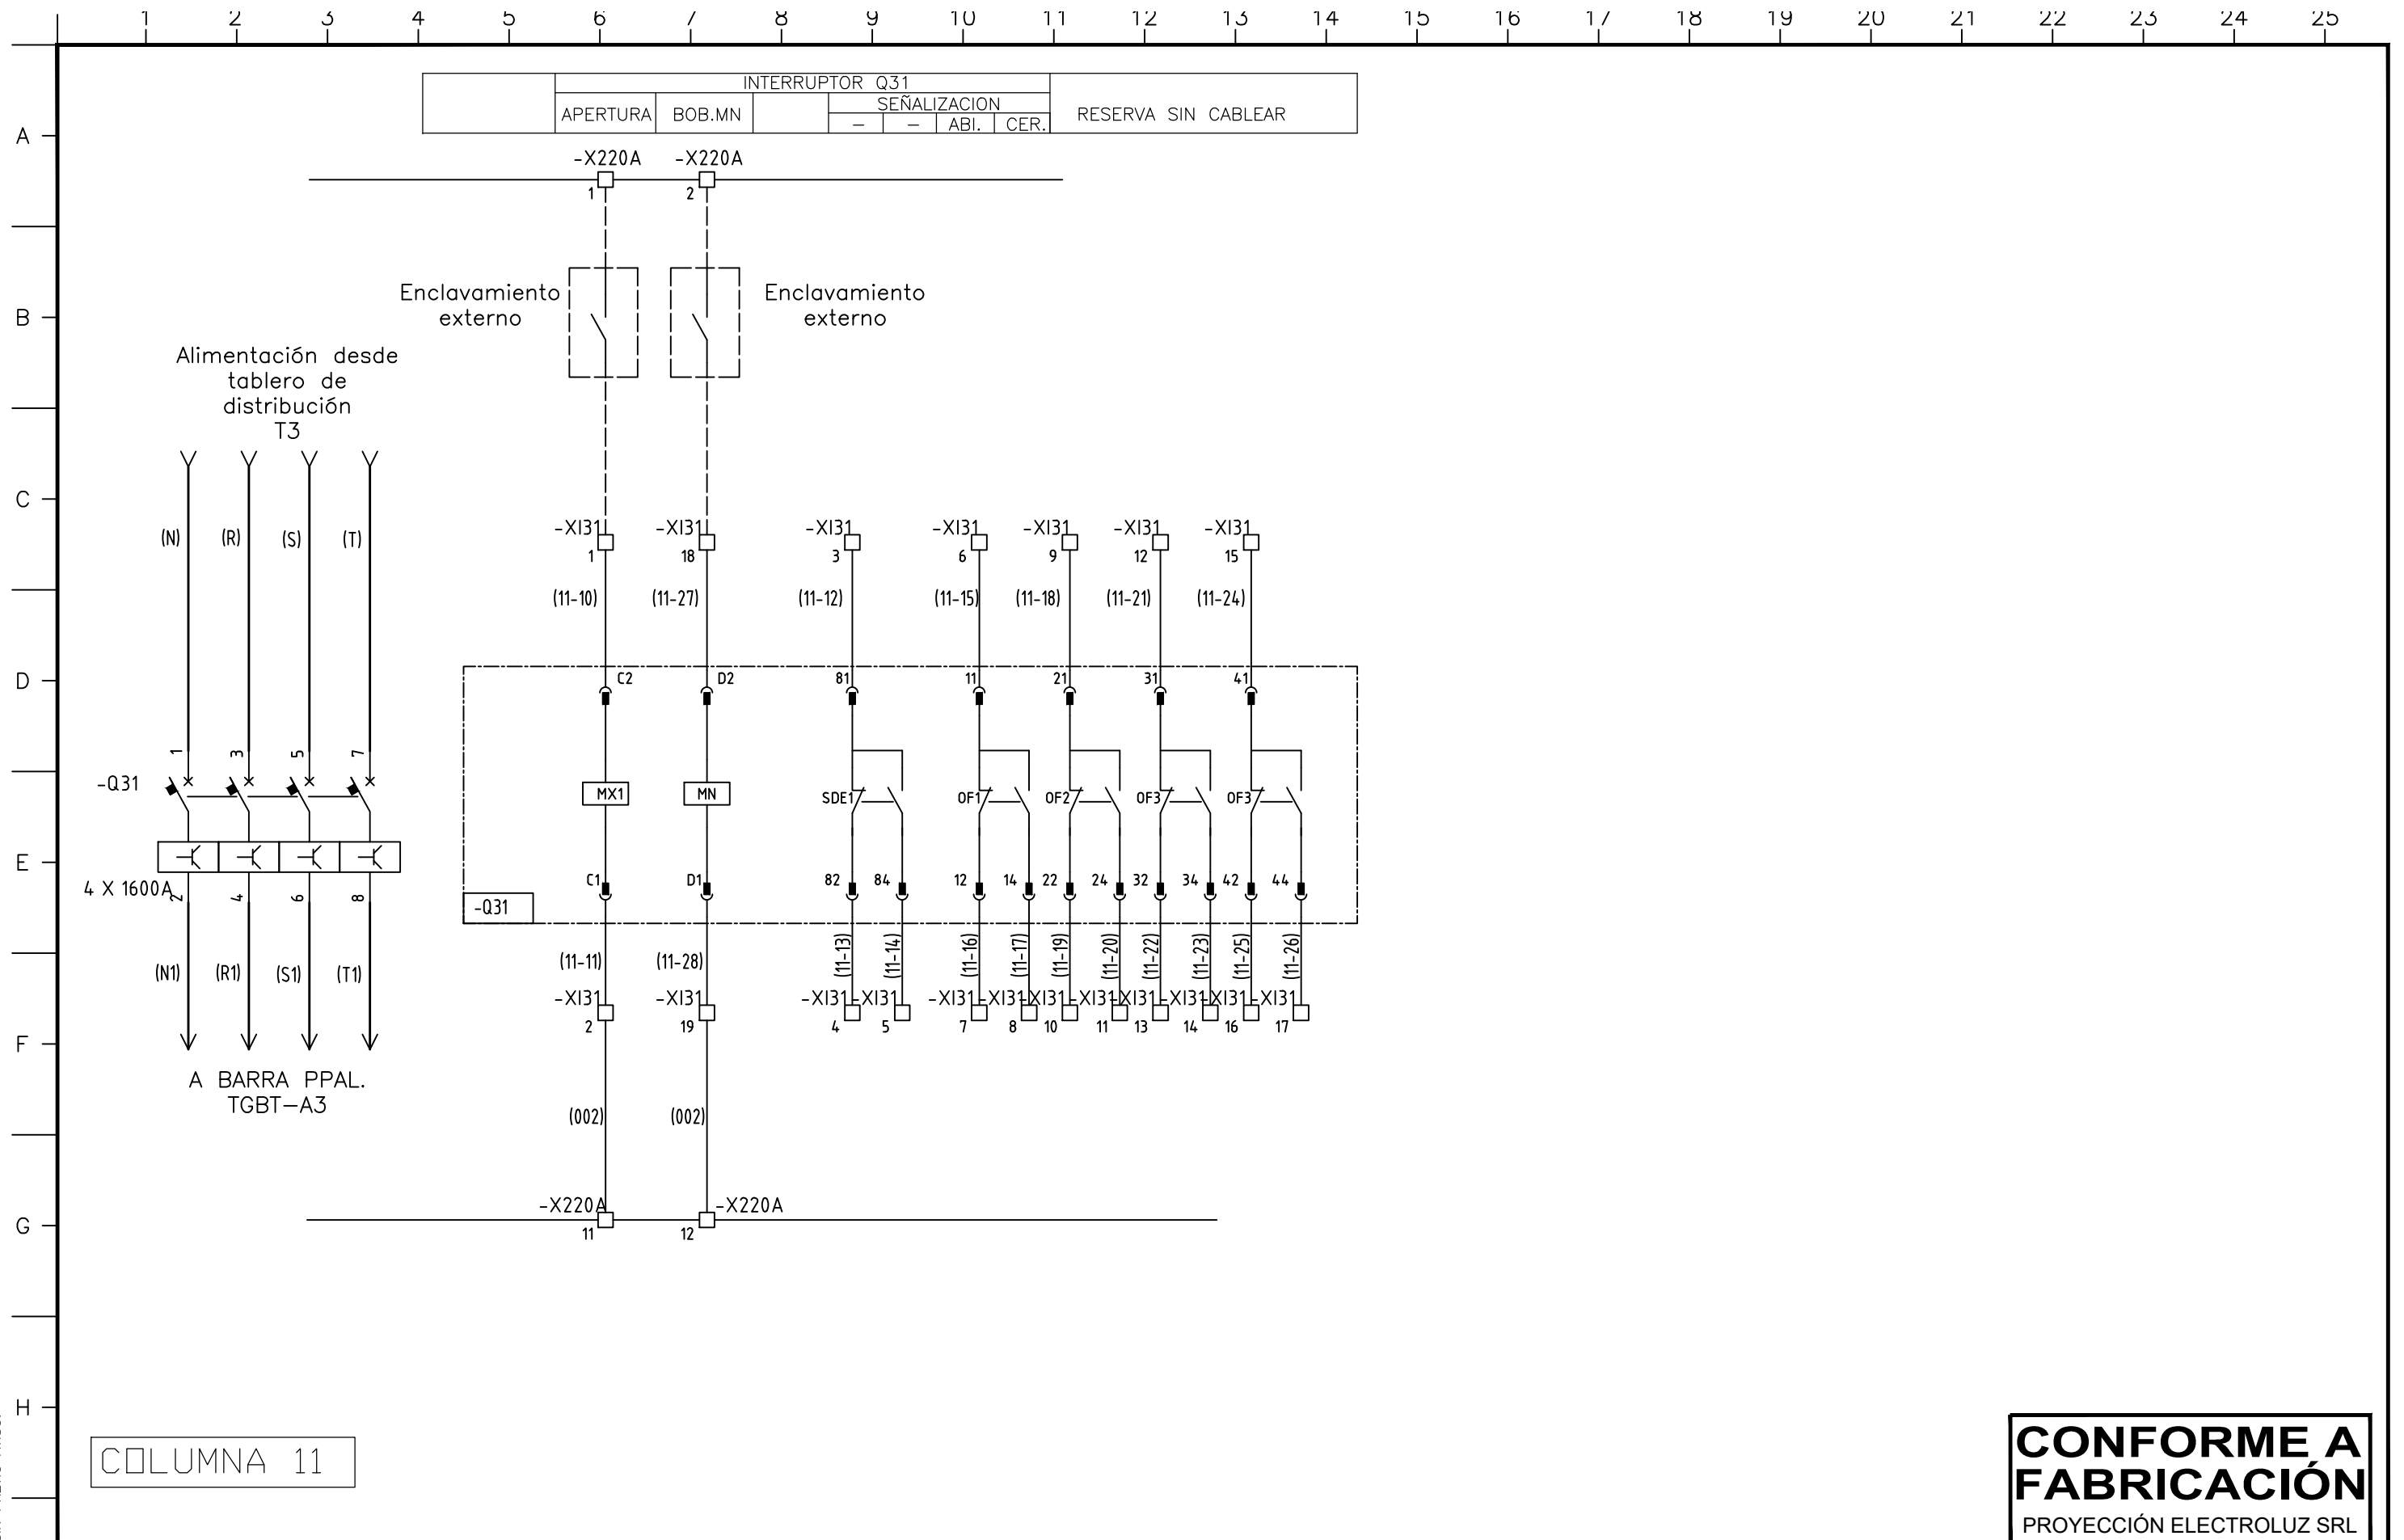 1 2 3 4 5 6 7 8 9 10 11 12 13 14 15 16 17 18 19 20 21 22 23 24 25
INTERRUPTOR Q31
APERTURA BOB.MN SEÑALIZACION RESERVA SIN CABLEAR
– – ABI. CER.
A
-X220A -X220A
1 2
Enclavamiento
externo
Enclavamiento
externo
B
Alimentación desde
tablero de
distribución
T3
C
(N) (R) (S) (T)
-XI31 -XI31 -XI31 -XI31 -XI31 -XI31 -XI31
1 18 3 6 9 12 15
(11-10) (11-27) (11-12) (11-15) (11-18) (11-21) (11-24)
D
C2 D2 81 11 21 31 41
1 3 5 7
-Q31
MX1 MN SDE1 OF1 OF2 OF3 OF3
E
4 X 1600A
2 4 6 8
C1 D1 82 84 12 14 22 24 32 34 42 44
-Q31
(N1) (R1) (S1) (T1)
(11-11) (11-28) (11-13) (11-14) (11-16) (11-17) (11-19) (11-20) (11-22) (11-23) (11-25) (11-26)
-XI31 -XI31 -XI31 -XI31 -XI31 -XI31 -XI31 -XI31 -XI31 -XI31 -XI31 -XI31
2 19 4 5 7 8 10 11 13 14 16 17
F
A BARRA PPAL.
TGBT-A3
(002) (002)
-X220A -X220A
G
11 12
H
COLUMNA 11
CONFORME A
FABRICACIÓN
PROYECCIÓN ELECTROLUZ SRL